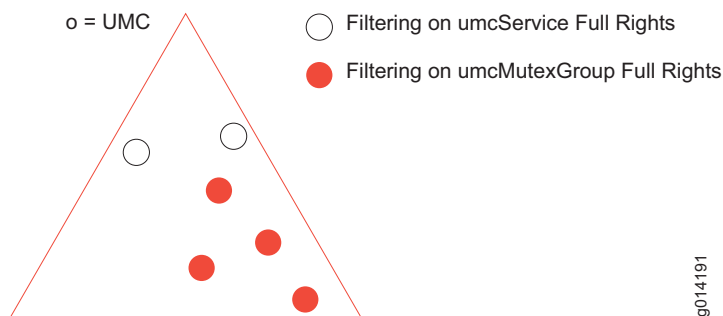 o = UMC
Filtering on umcService Full Rights
Filtering on umcMutexGroup Full Rights
g014191